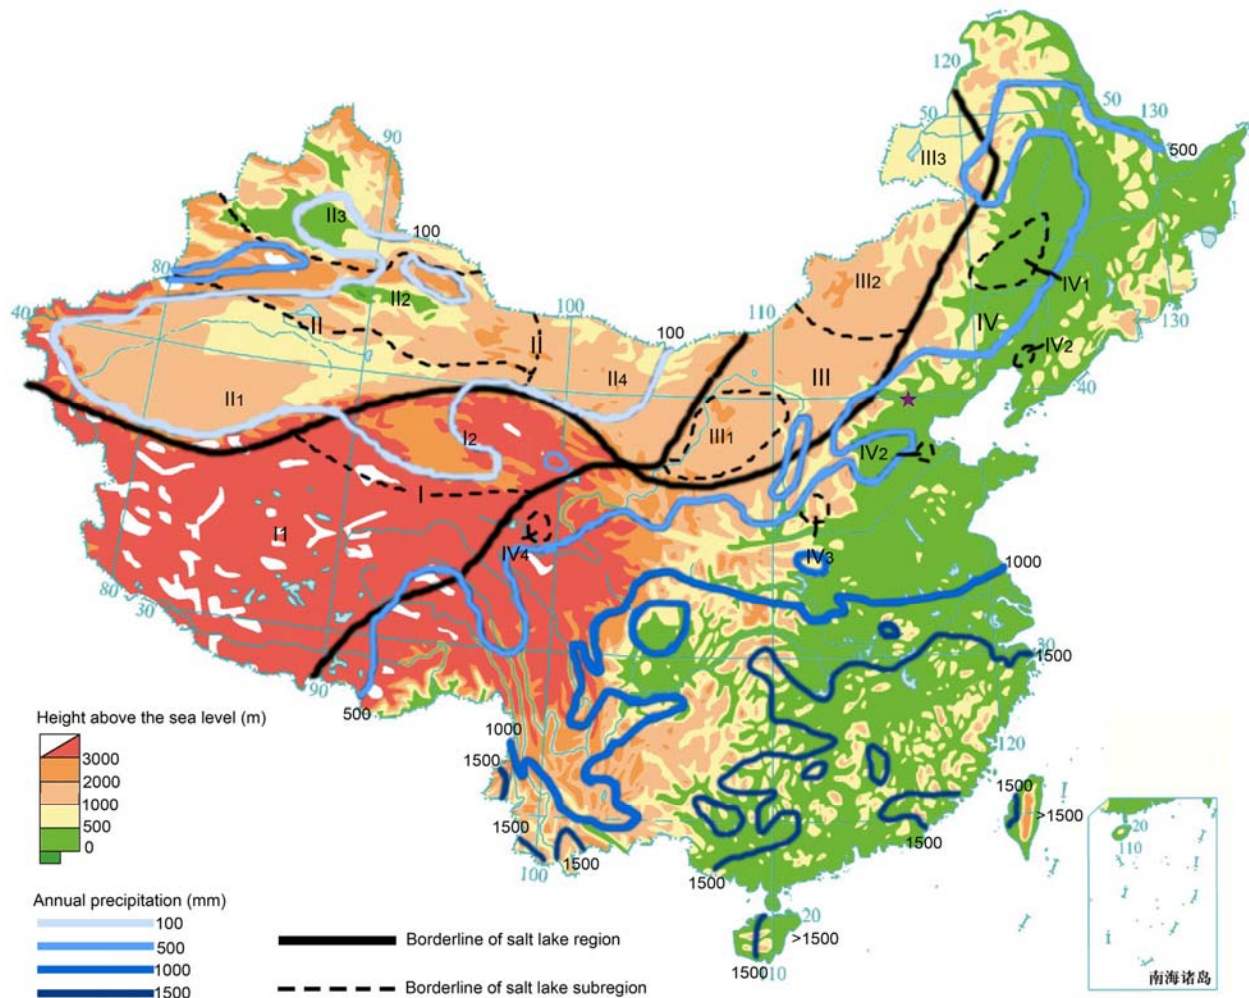 120
50
50
130
500
III3
90
II3
100
80
III2
IV1
II2
100
110
IV
130
40
II
II
100
IV2
II4
III
40
II1
III1
I2
IV2
I
I1
IV4
IV3
1000
80
30
30
1500
90
500
Height above the sea level (m)
3000
2000
1000
500
0
1000
1500
120
1500
>1500
1500
1500
1500
100
1500
20
110
20
>1500
1500
110
南海诸岛
Annual precipitation (mm)
100
500
1000
1500
Borderline of salt lake region
Borderline of salt lake subregion